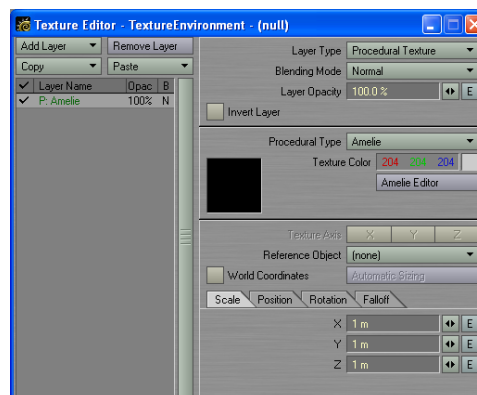 Texture Editor - TextureEnvironment - (null)
Add Layer
Remove Layer
Copy
Paste
Layer Name Opac B
P: Amelie 100% N
Layer Type Procedural Texture
Blending Mode Normal
Layer Opacity 100.0 % E
Invert Layer
Procedural Type Amelie
Texture Color 204 204 204
Amelie Editor
Texture Axis X Y Z
Reference Object (none)
World Coordinates Automatic Sizing
Scale Position Rotation Falloff
X 1 m E
Y 1 m E
Z 1 m E